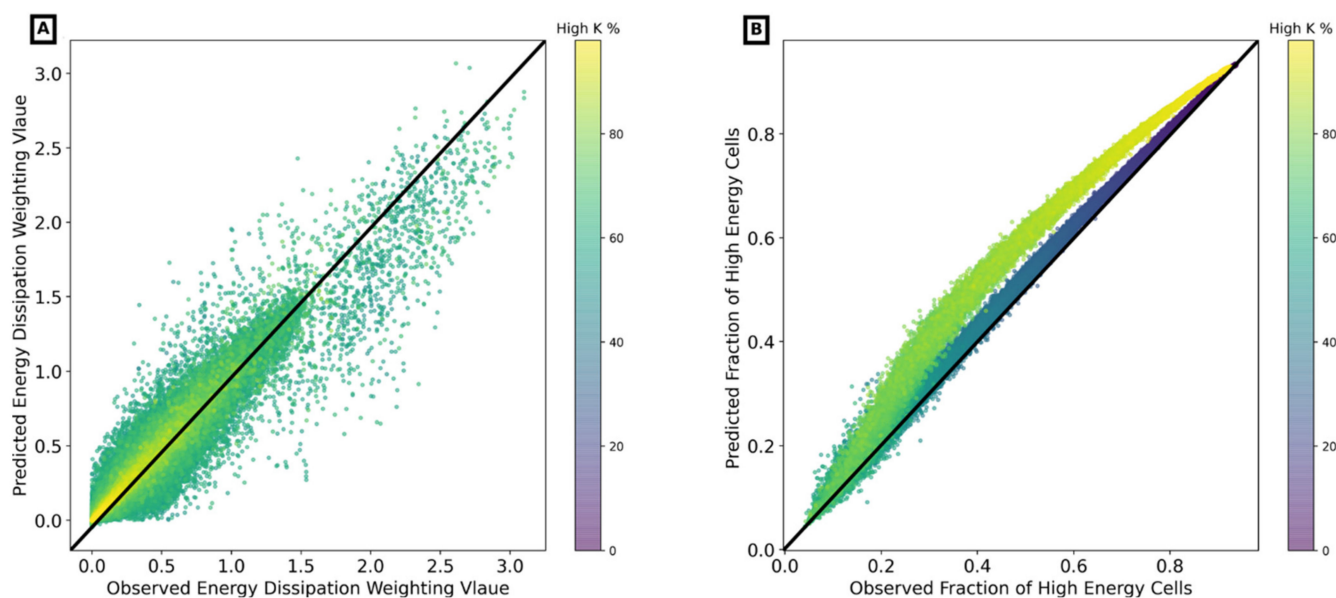 A
High K %
3.0
2.5
2.0
1.5
1.0
0.5
0.0
Predicted Energy Dissipation Weighting Vlaue
0.0 0.5 1.0 1.5 2.0 2.5 3.0
Observed Energy Dissipation Weighting Vlaue
80
60
40
20
0
B
High K %
0.8
0.6
0.4
0.2
0.0
Predicted Fraction of High Energy Cells
0.0 0.2 0.4 0.6 0.8
Observed Fraction of High Energy Cells
80
60
40
20
0